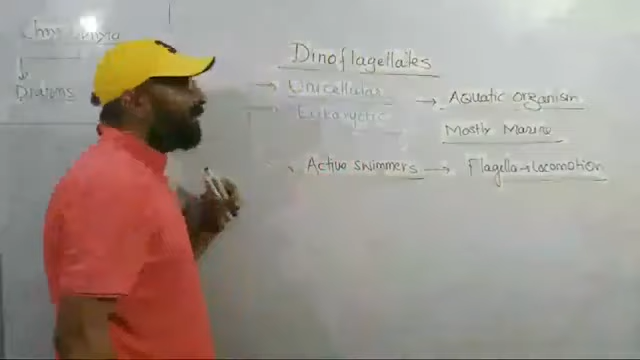 Diatoms
Dinoflagellates
→ Unicellular
→ Eukaryotic
→ Aquatic Organism
Mostly Marine
Active swimmers → Flagella → Locomotion